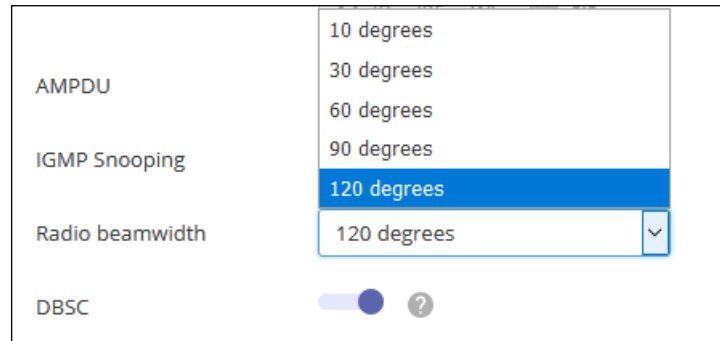 10 degrees
30 degrees
AMPDU
60 degrees
90 degrees
IGMP Snooping
120 degrees
Radio beamwidth
120 degrees
DBSC
?